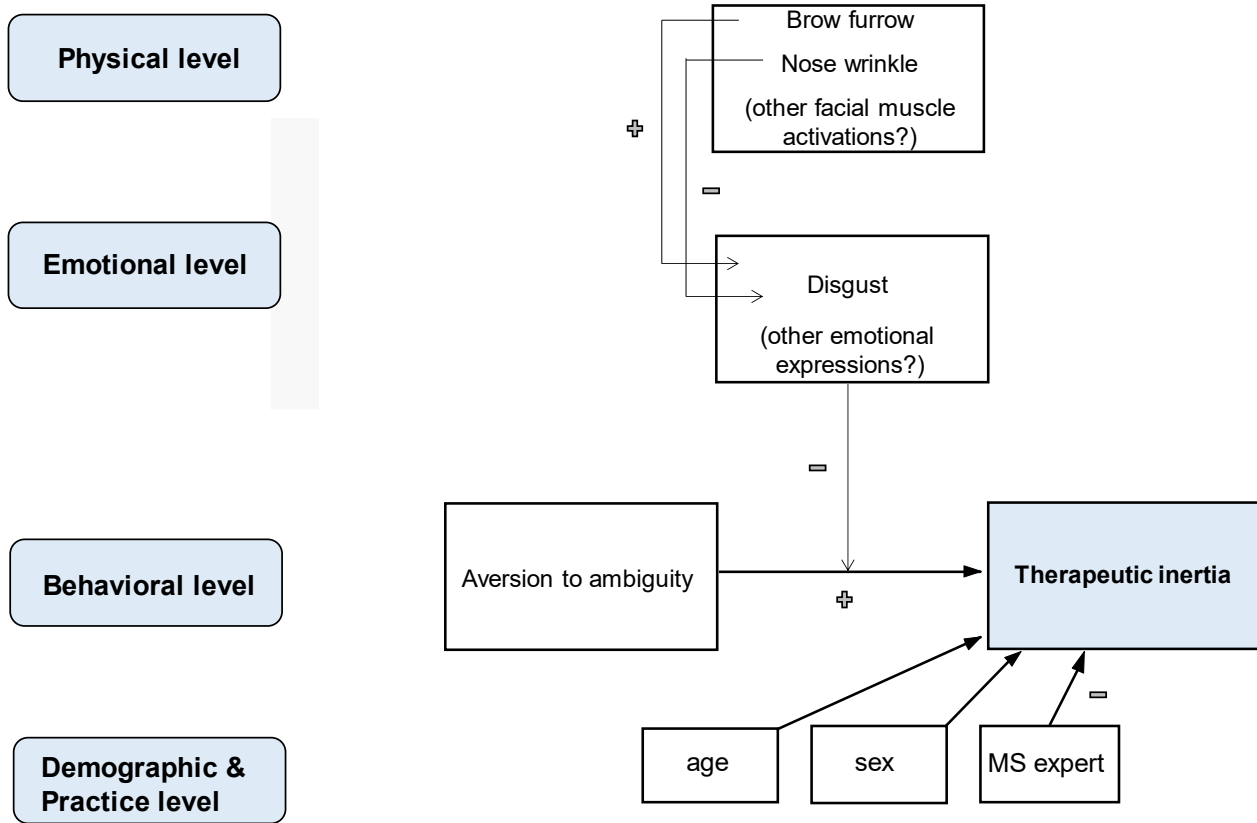 Physical level
Brow furrow
Nose wrinkle
(other facial muscle
activations?)
+
-
Emotional level
Disgust
(other emotional
expressions?)
-
Behavioral level
Aversion to ambiguity
+
Therapeutic inertia
-
Demographic &
Practice level
age
sex
MS expert